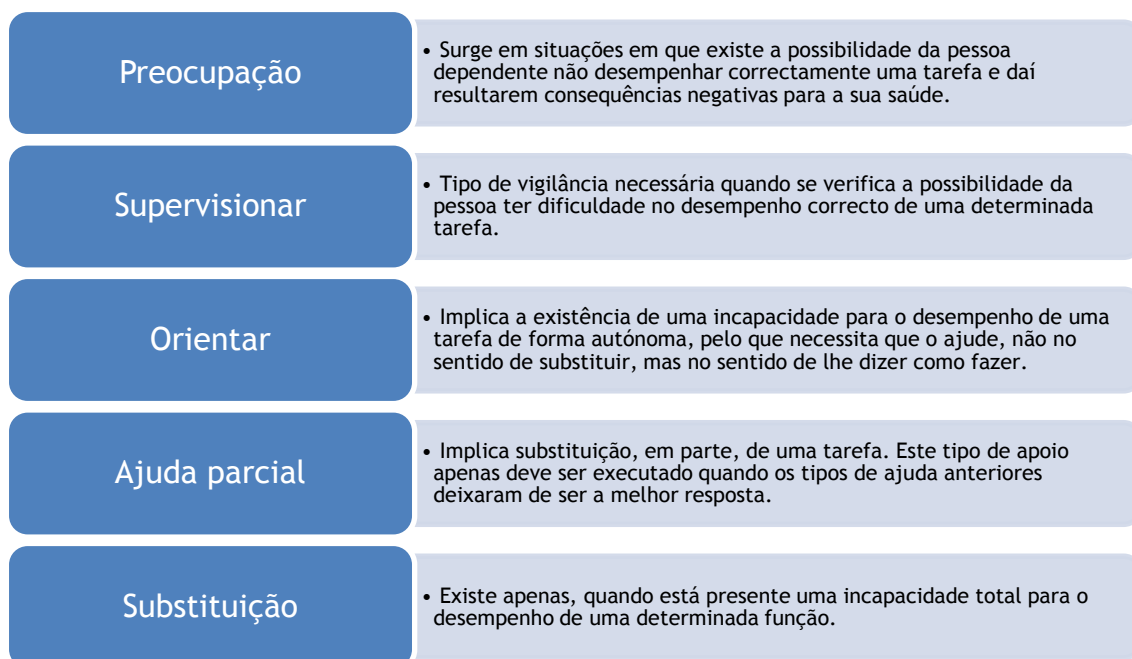 Preocupação
• Surge em situações em que existe a possibilidade da pessoa
dependente não desempenhar correctamente uma tarefa e daí
resultarem consequências negativas para a sua saúde.
Supervisionar
• Tipo de vigilância necessária quando se verifica a possibilidade da
pessoa ter dificuldade no desempenho correcto de uma determinada
tarefa.
Orientar
• Implica a existência de uma incapacidade para o desempenho de uma
tarefa de forma autónoma, pelo que necessita que o ajude, não no
sentido de substituir, mas no sentido de lhe dizer como fazer.
Ajuda parcial
• Implica substituição, em parte, de uma tarefa. Este tipo de apoio
apenas deve ser executado quando os tipos de ajuda anteriores
deixaram de ser a melhor resposta.
Substituição
• Existe apenas, quando está presente uma incapacidade total para o
desempenho de uma determinada função.